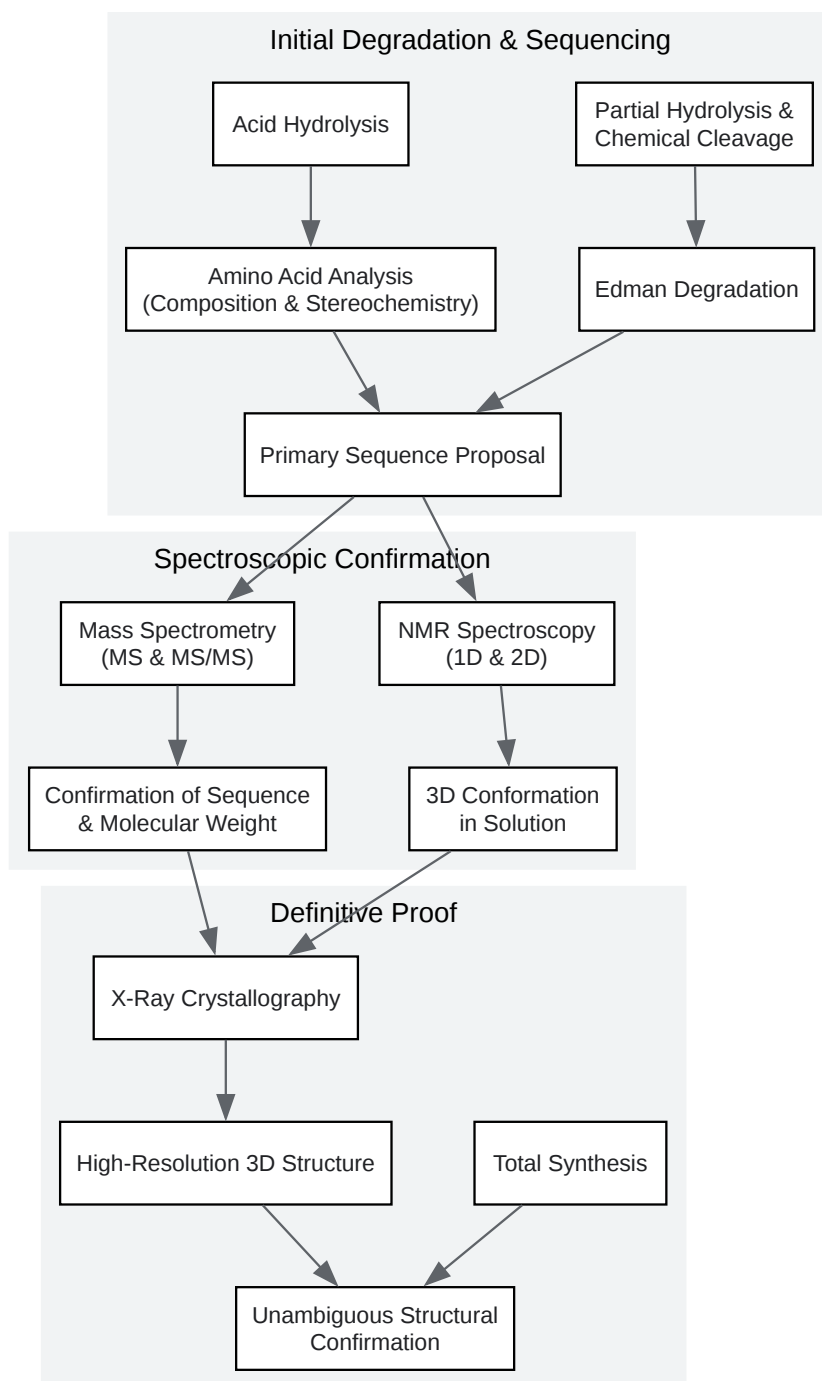 Initial Degradation & Sequencing
Acid Hydrolysis
Partial Hydrolysis &
Chemical Cleavage
Amino Acid Analysis
(Composition & Stereochemistry)
Edman Degradation
Primary Sequence Proposal
Spectroscopic Confirmation
Mass Spectrometry
(MS & MS/MS)
NMR Spectroscopy
(1D & 2D)
Confirmation of Sequence
& Molecular Weight
3D Conformation
in Solution
Definitive Proof
X-Ray Crystallography
High-Resolution 3D Structure
Total Synthesis
Unambiguous Structural
Confirmation